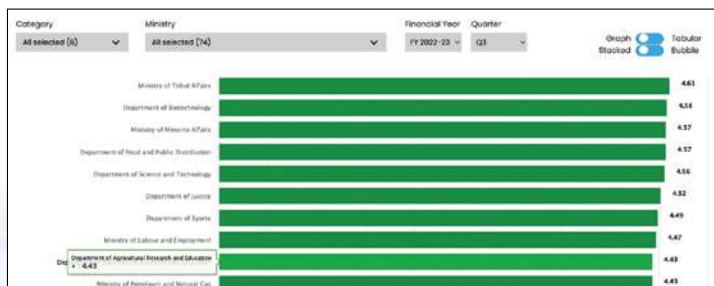 Category Ministry Financial Year Quarter
All selected (6) All selected (74) FY 2022-23 Q3
Graph Tabular
Stacked Bubble
Ministry of Tribal Affairs 4.61
Department of Biotechnology 4.58
Ministry of Minority Affairs 4.57
Department of Food and Public Distribution 4.57
Department of Science and Technology 4.56
Department of Justice 4.52
Department of Sports 4.49
Ministry of Labour and Employment 4.47
Department of Agricultural Research and Education
4.43
4.43
Ministry of Petroleum and Natural Gas 4.43